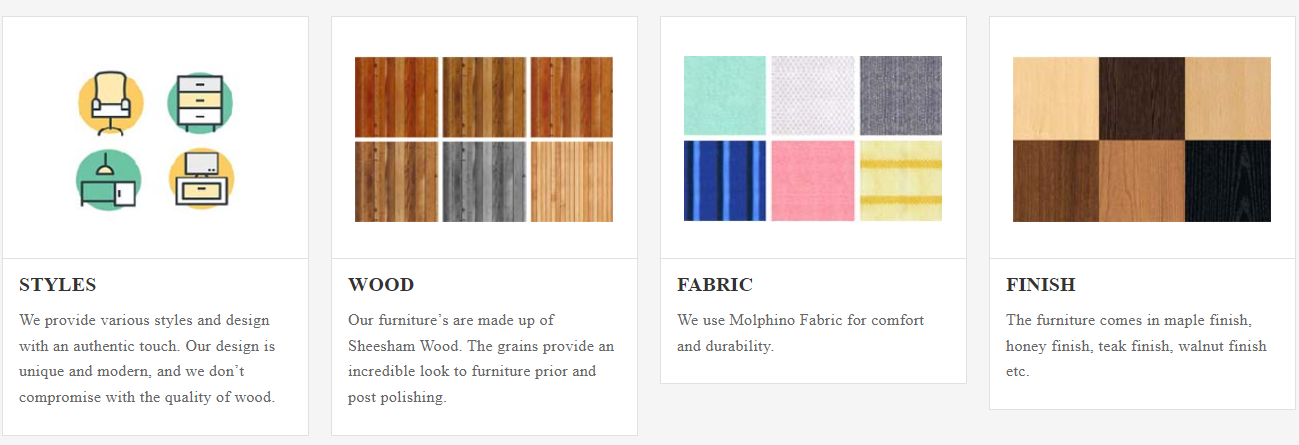 STYLES
We provide various styles and design
with an authentic touch. Our design is
unique and modern, and we don’t
compromise with the quality of wood.
WOOD
Our furniture’s are made up of
Sheesham Wood. The grains provide an
incredible look to furniture prior and
post polishing.
FABRIC
We use Molphino Fabric for comfort
and durability.
FINISH
The furniture comes in maple finish,
honey finish, teak finish, walnut finish
etc.